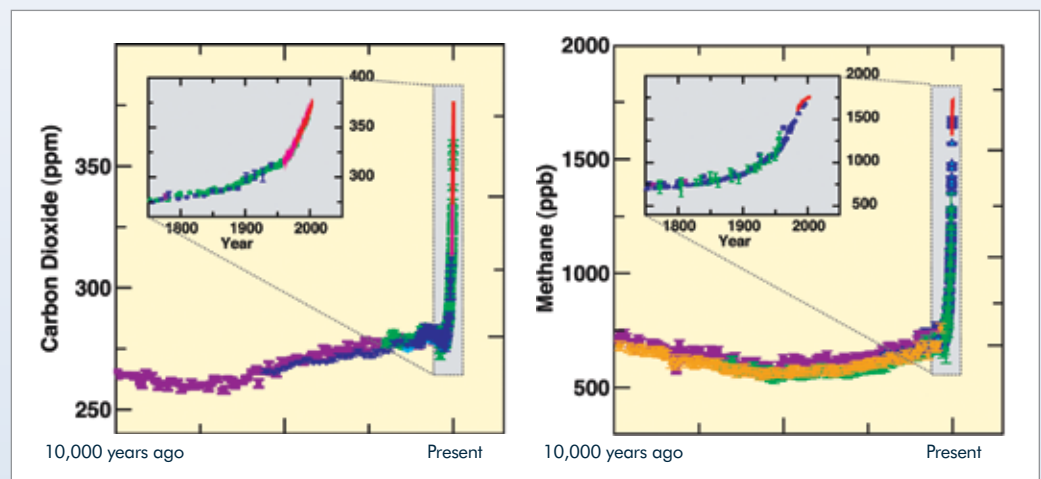 Carbon Dioxide (ppm)
350
300
250
400
350
300
1800 1900 2000
Year
10,000 years ago Present
Methane (ppb)
2000
1500
1000
500
2000
1500
1000
500
1800 1900 2000
Year
10,000 years ago Present